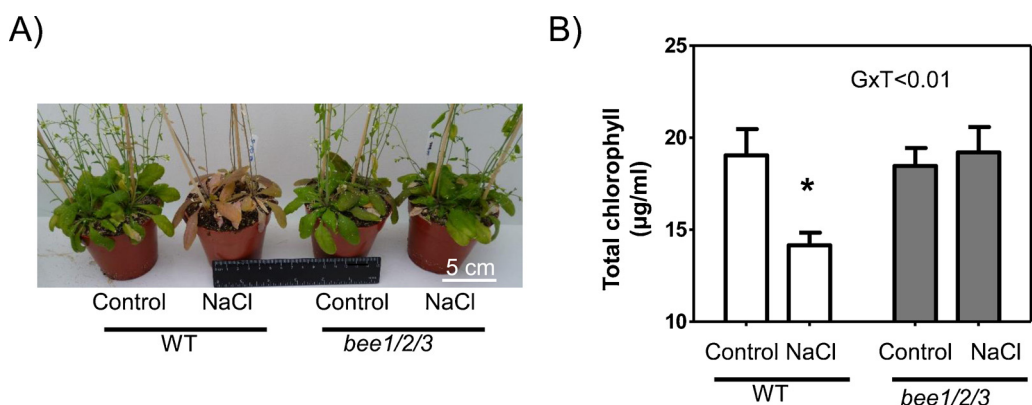 A)
5 cm
Control NaCl Control NaCl
WT bee1/2/3
B)
25
20
15
10
Total chlorophyll
(µg/ml)
GxT<0.01
*
Control NaCl Control NaCl
WT bee1/2/3